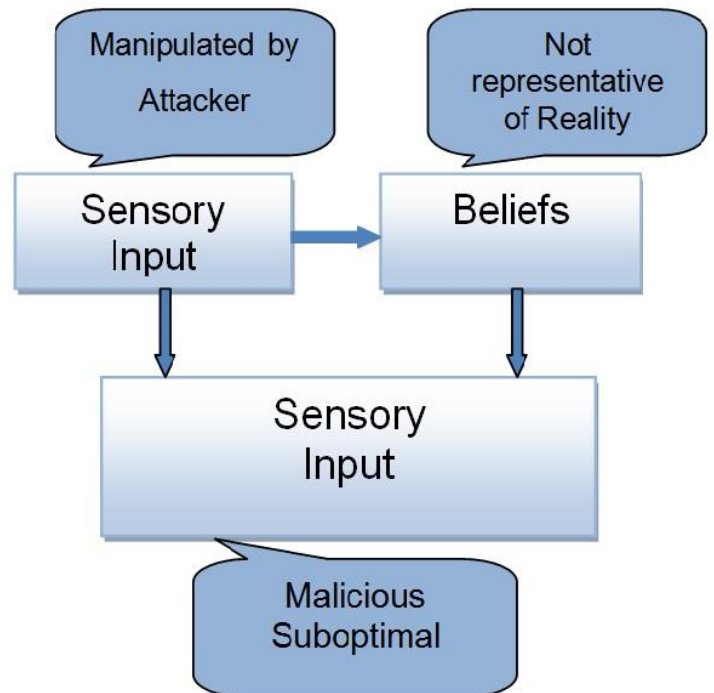 Manipulated by
Attacker
Not
representative
of Reality
Sensory
Input
Beliefs
Sensory
Input
Malicious
Suboptimal